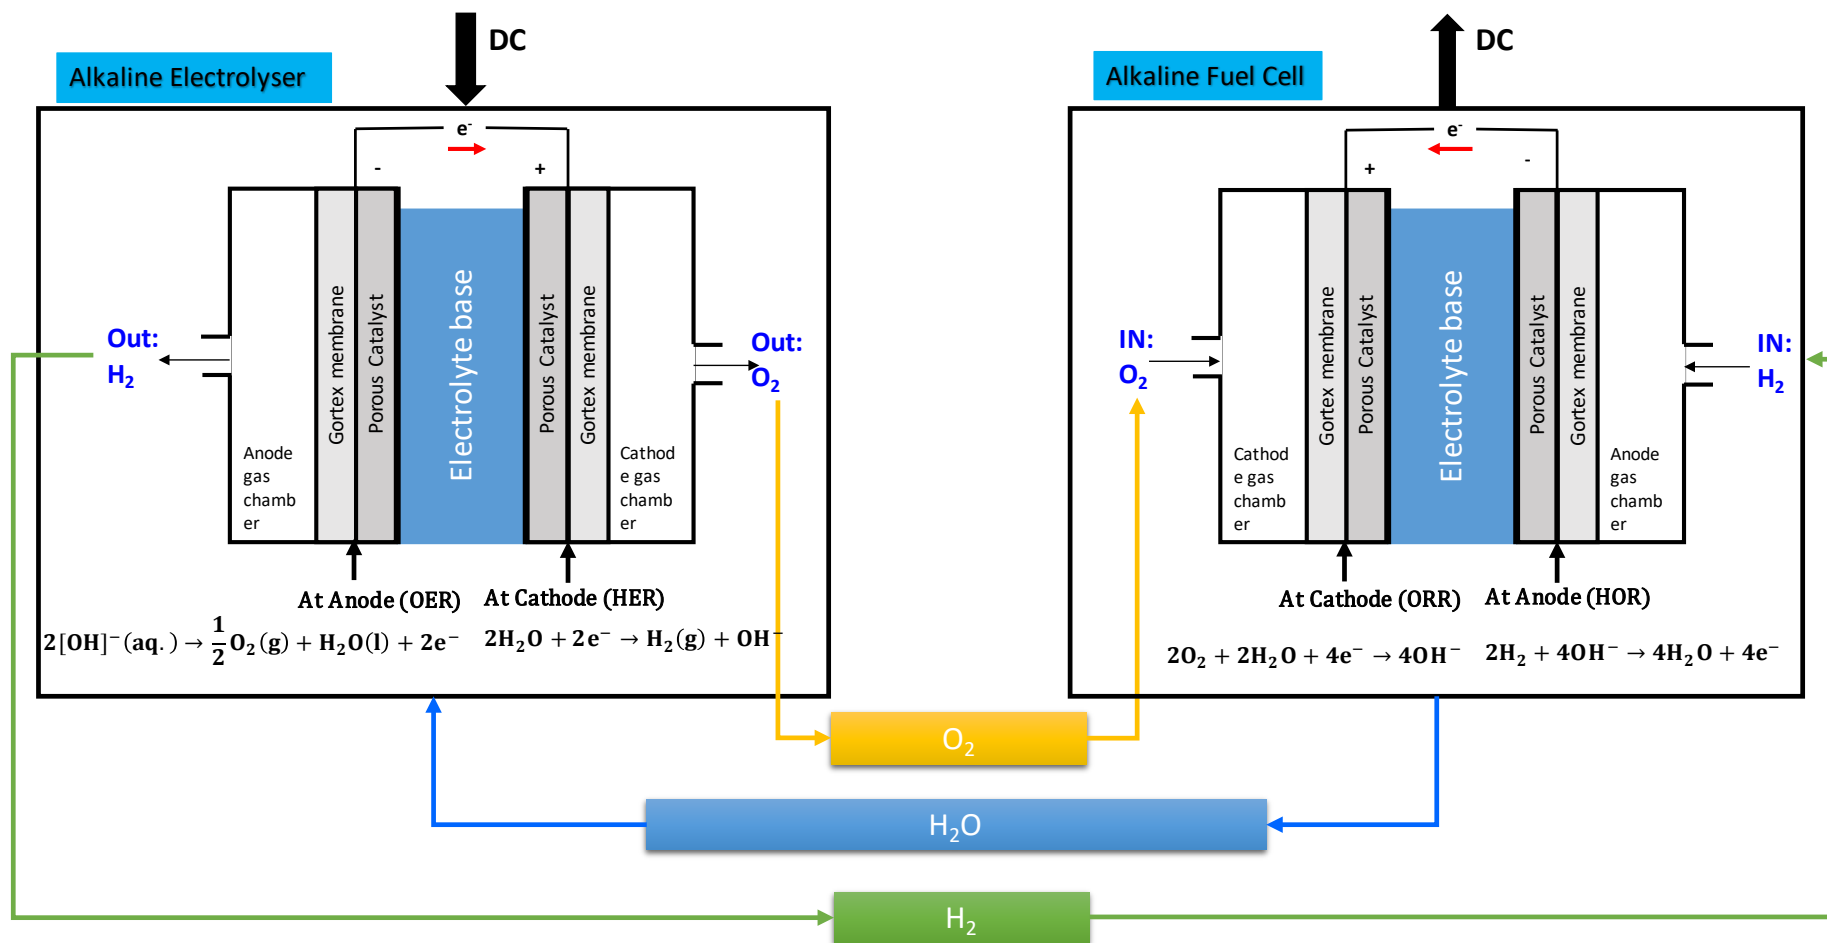 DC
Alkaline Electrolyser
e⁻
-
+
Gortex membrane
Porous Catalyst
Electrolyte base
Porous Catalyst
Gortex membrane
Out:
H₂
Out:
O₂
Anode
gas
chamb
er
Cathod
e gas
chamb
er
At Anode (OER)
At Cathode (HER)
2[OH]⁻(aq. ) → 1/2 O₂(g) + H₂O(l) + 2e⁻
2H₂O + 2e⁻ → H₂(g) + OH⁻
DC
Alkaline Fuel Cell
e⁻
+
-
Gortex membrane
Porous Catalyst
Electrolyte base
Porous Catalyst
Gortex membrane
IN:
O₂
IN:
H₂
Cathod
e gas
chamb
er
Anode
gas
chamb
er
At Cathode (ORR)
At Anode (HOR)
2O₂ + 2H₂O + 4e⁻ → 4OH⁻
2H₂ + 4OH⁻ → 4H₂O + 4e⁻
O₂
H₂O
H₂